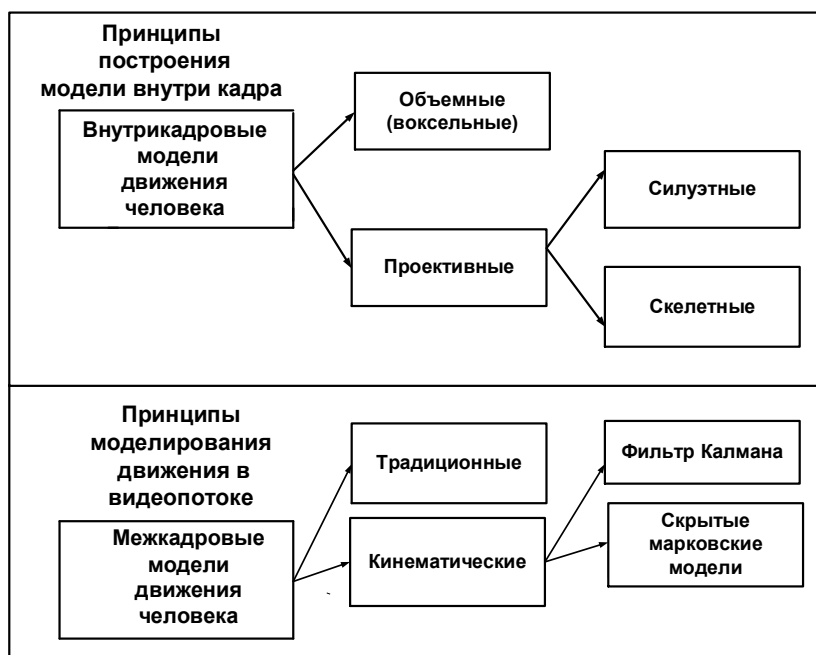 Принципы
построения
модели внутри кадра
Внутрикадровые
модели
движения
человека
Объемные
(воксельные)
Проективные
Силуэтные
Скелетные
Принципы
моделирования
движения в
видеопотоке
Межкадровые
модели
движения
человека
Традиционные
Кинематические
Фильтр Калмана
Скрытые
марковские
модели